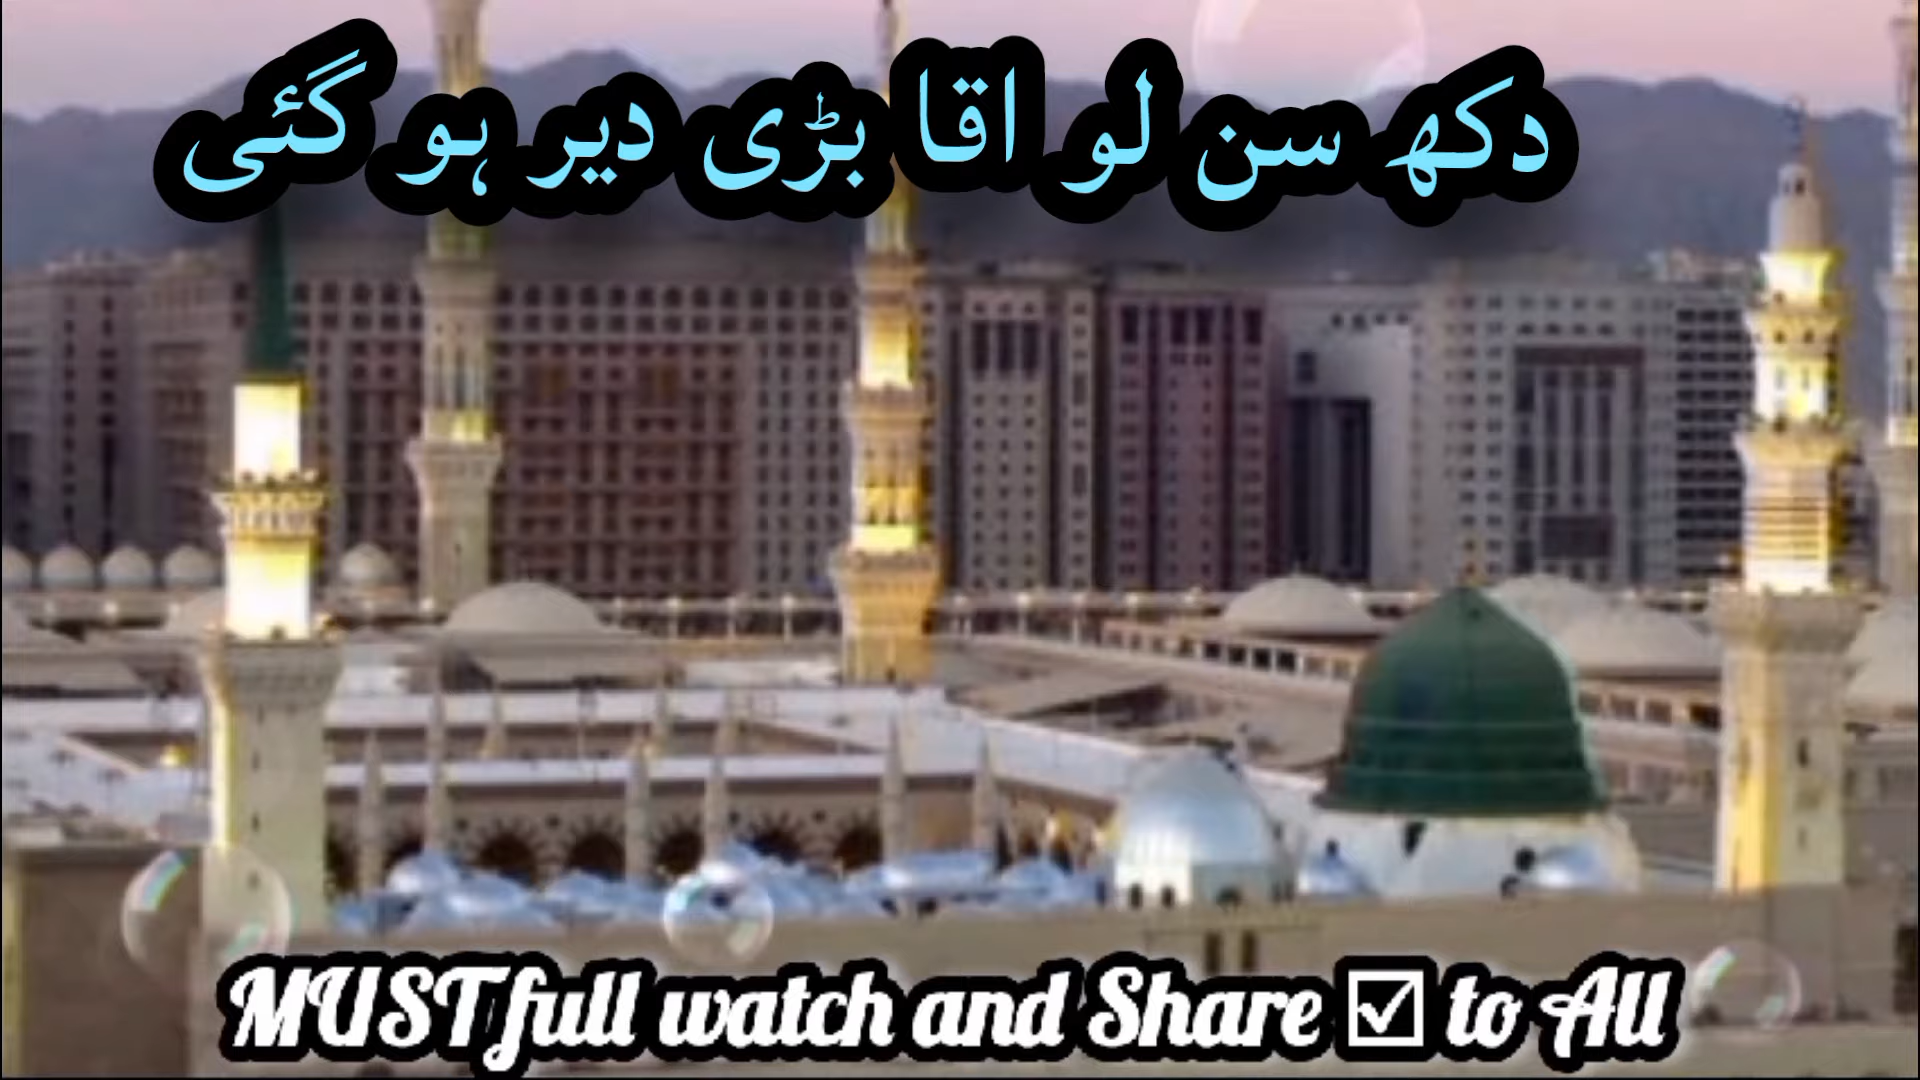 دکھ سن لو اقا بڑی دیر ہو گئی
MUST full watch and Share ☑ to All